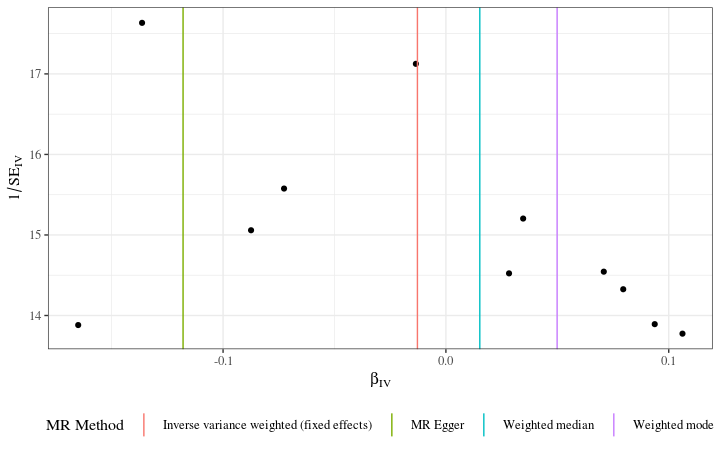 17
16
15
14
1/SE_IV
-0.1
0.0
0.1
β_IV
MR Method
Inverse variance weighted (fixed effects)
MR Egger
Weighted median
Weighted mode